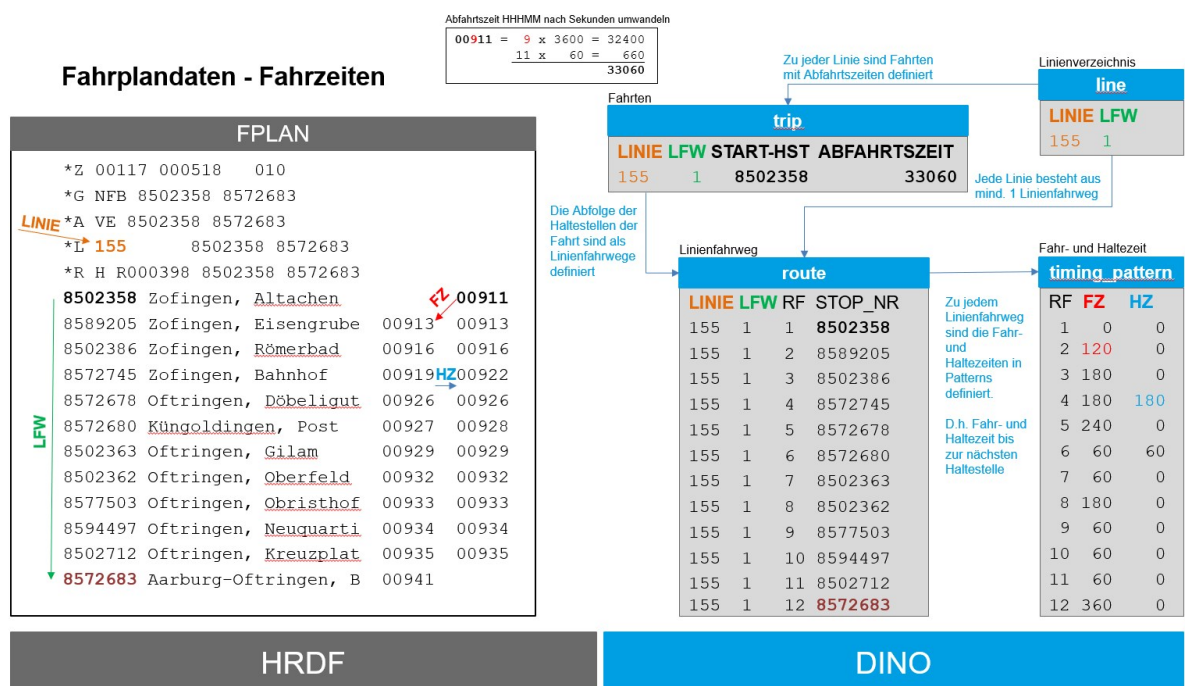 Abfahrtszeit HHHMM nach Sekunden umwandeln
00911 = 9 x 3600 = 32400
11 x 60 = 660
33060
Fahrplandaten - Fahrzeiten
FPLAN
*Z 00117 000518 010
*G NFB 8502358 8572683
*A VE 8502358 8572683
LINIE
*L 155 8502358 8572683
*R H R000398 8502358 8572683
FZ
8502358 Zofingen, Altachen 00911
8589205 Zofingen, Eisengrube 00913 00913
8502386 Zofingen, Römerbad 00916 00916
8572745 Zofingen, Bahnhof 00919 HZ 00922
8572678 Oftringen, Döbeligut 00926 00926
8572680 Küngoldingen, Post 00927 00928
8502363 Oftringen, Gilam 00929 00929
8502362 Oftringen, Oberfeld 00932 00932
8577503 Oftringen, Obristhof 00933 00933
8594497 Oftringen, Neuquarti 00934 00934
8502712 Oftringen, Kreuzplat 00935 00935
8572683 Aarburg-Oftringen, B 00941
LFW
HRDF
Zu jeder Linie sind Fahrten
mit Abfahrtszeiten definiert
Linienverzeichnis
line
LINIE LFW
155 1
Fahrten
trip
LINIE LFW START-HST ABFAHRTSZEIT
155 1 8502358 33060
Jede Linie besteht aus
mind. 1 Linienfahrweg
Die Abfolge der
Haltestellen der
Fahrt sind als
Linienfahrwege
definiert
Linienfahrweg
route
LINIE LFW RF STOP_NR
155 1 1 8502358
155 1 2 8589205
155 1 3 8502386
155 1 4 8572745
155 1 5 8572678
155 1 6 8572680
155 1 7 8502363
155 1 8 8502362
155 1 9 8577503
155 1 10 8594497
155 1 11 8502712
155 1 12 8572683
Zu jedem
Linienfahrweg
sind die Fahr-
und
Haltezeiten in
Patterns
definiert.
D.h. Fahr- und
Haltezeit bis
zur nächsten
Haltestelle
Fahr- und Haltezeit
timing_pattern
RF FZ HZ
1 0 0
2 120 0
3 180 0
4 180 180
5 240 0
6 60 60
7 60 0
8 180 0
9 60 0
10 60 0
11 60 0
12 360 0
DINO